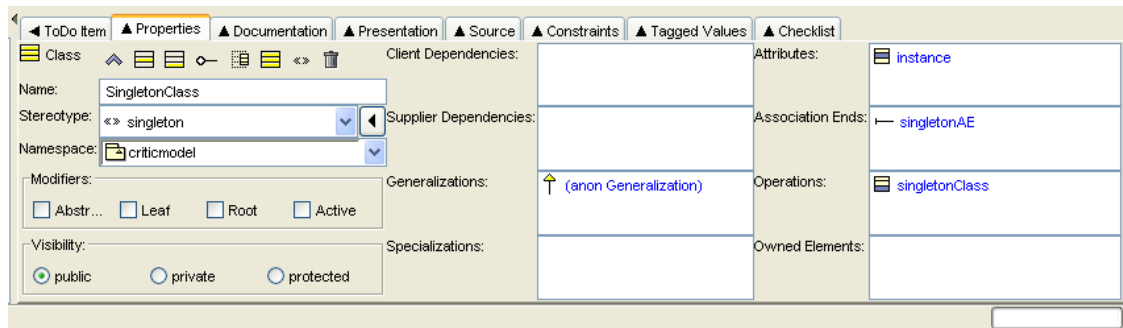 ToDo Item Properties Documentation Presentation Source Constraints Tagged Values Checklist
Class
Name: SingletonClass
Stereotype: «» singleton
Namespace: criticmodel
Modifiers:
Abstr... Leaf Root Active
Visibility:
public private protected
Client Dependencies:
Supplier Dependencies:
Generalizations: (anon Generalization)
Specializations:
Attributes: instance
Association Ends: singletonAE
Operations: singletonClass
Owned Elements: